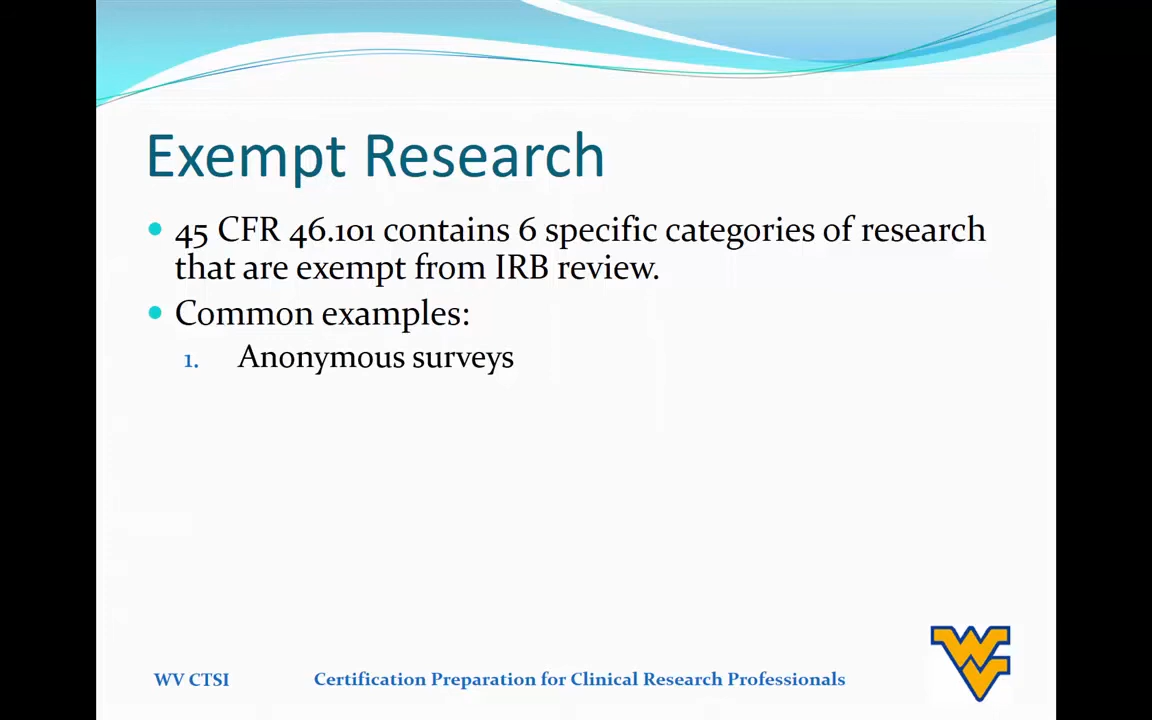 Exempt Research
45 CFR 46.101 contains 6 specific categories of research
that are exempt from IRB review.
Common examples:
1. Anonymous surveys
WV CTSI
Certification Preparation for Clinical Research Professionals
WV